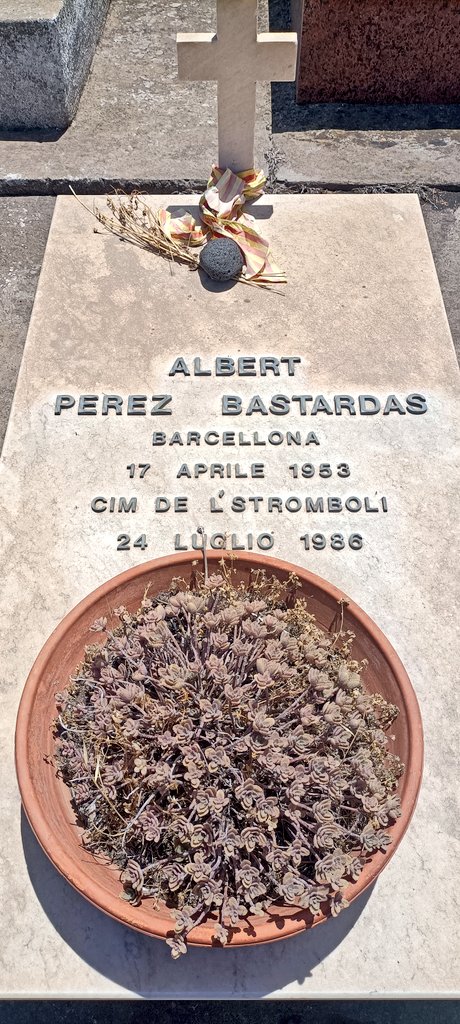 ALBERT
PEREZ BASTARDAS
BARCELLONA
17 APRILE 1953
CIM DE L'STROMBOLI
24 LUGLIO 1986